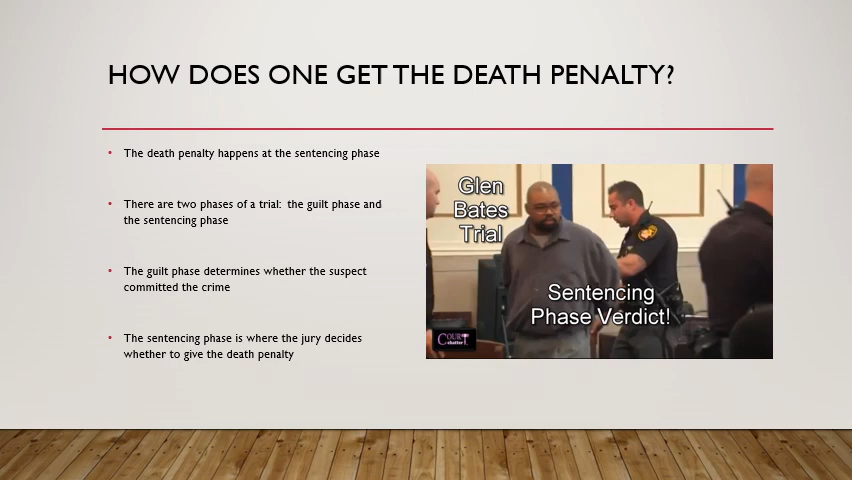 HOW DOES ONE GET THE DEATH PENALTY?
• The death penalty happens at the sentencing phase
• There are two phases of a trial: the guilt phase and
the sentencing phase
• The guilt phase determines whether the suspect
committed the crime
• The sentencing phase is where the jury decides
whether to give the death penalty
Glen
Bates
Trial
Sentencing
Phase Verdict!
COURT
chatter